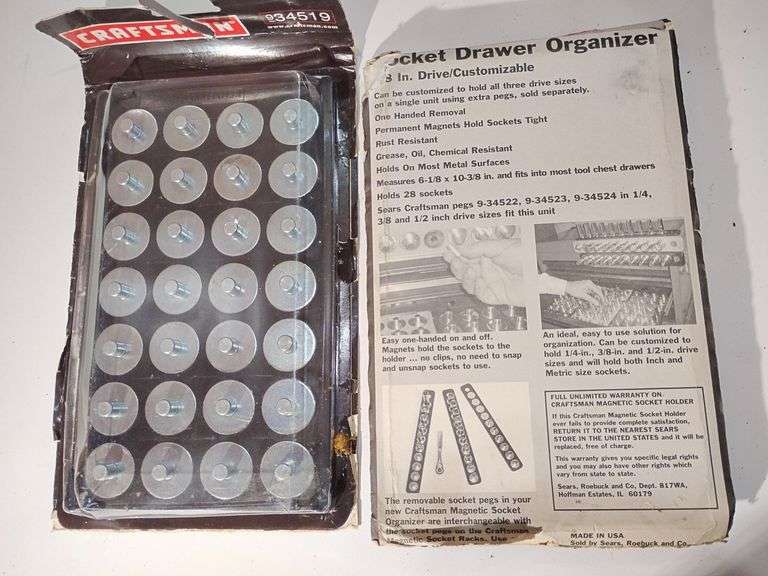 CRAFTSMAN
934519
www.craftsman.com
ocket Drawer Organizer
8 In. Drive/Customizable
Can be customized to hold all three drive sizes
on a single unit using extra pegs, sold separately.
One Handed Removal
Permanent Magnets Hold Sockets Tight
Rust Resistant
Grease, Oil, Chemical Resistant
Holds On Most Metal Surfaces
Measures 6-1/8 x 10-3/8 in. and fits into most tool chest drawers
Holds 28 sockets
Sears Craftsman pegs 9-34522, 9-34523, 9-34524 in 1/4,
3/8 and 1/2 inch drive sizes fit this unit
Easy one-handed on and off.
Magnets hold the sockets to the
holder ... no clips, no need to snap
and unsnap sockets to use.
An ideal, easy to use solution for
organization. Can be customized to
hold 1/4-in., 3/8-in. and 1/2-in. drive
sizes and will hold both Inch and
Metric size sockets.
The removable socket pegs in your
new Craftsman Magnetic Socket
Organizer are interchangeable with
the socket pegs on the Craftsman
Magnetic Socket Racks. Use
FULL UNLIMITED WARRANTY ON
CRAFTSMAN MAGNETIC SOCKET HOLDER
If this Craftsman Magnetic Socket Holder
ever fails to provide complete satisfaction,
RETURN IT TO THE NEAREST SEARS
STORE IN THE UNITED STATES and it will be
replaced, free of charge.
This warranty gives you specific legal rights
and you may also have other rights which
vary from state to state.
Sears, Roebuck and Co, Dept. 817WA,
Hoffman Estates, IL 60179
MADE IN USA
Sold by Sears, Roebuck and Co.